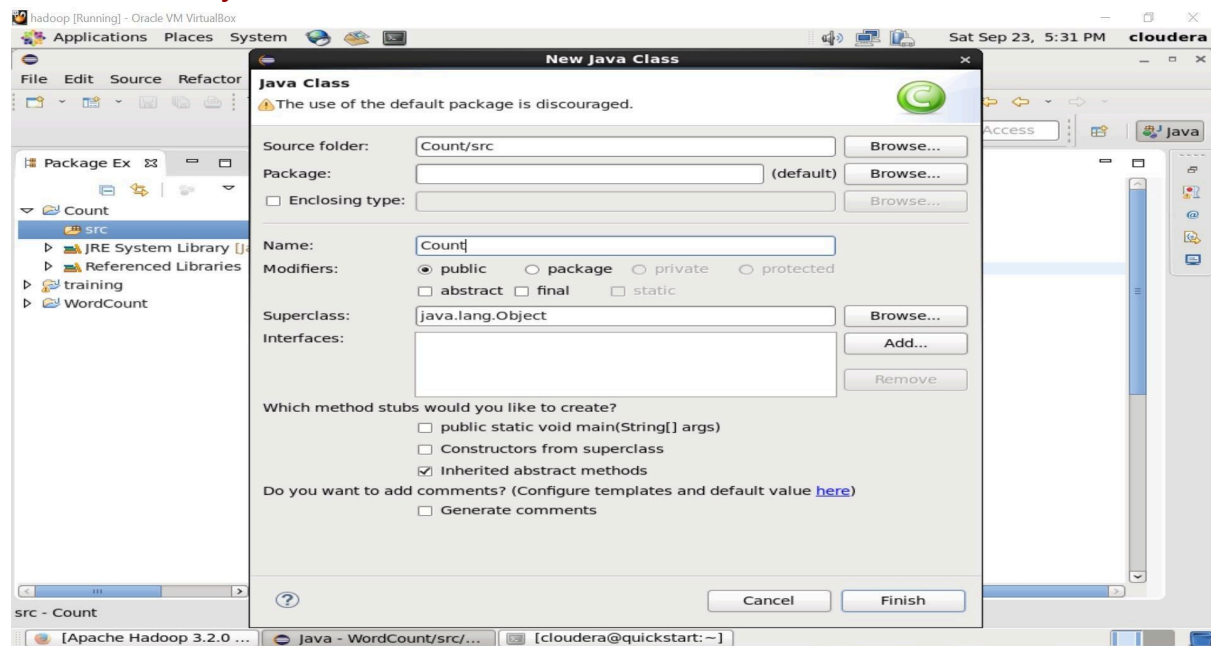 hadoop [Running] - Oracle VM VirtualBox
Applications Places System Sat Sep 23, 5:31 PM cloudera
New Java Class
File Edit Source Refactor
Java Class
The use of the default package is discouraged.
Access Java
Source folder: Count/src Browse...
Package Ex
Package: (default) Browse...
Enclosing type: Browse...
Count
src
JRE System Library
Referenced Libraries
training
WordCount
Name: Count
Modifiers: public package private protected
abstract final static
Superclass: java.lang.Object Browse...
Interfaces: Add...
Remove
Which method stubs would you like to create?
public static void main(String[] args)
Constructors from superclass
Inherited abstract methods
Do you want to add comments? (Configure templates and default value here)
Generate comments
? Cancel Finish
src - Count
[Apache Hadoop 3.2.0 ... Java - WordCount/src/... [cloudera@quickstart:~]